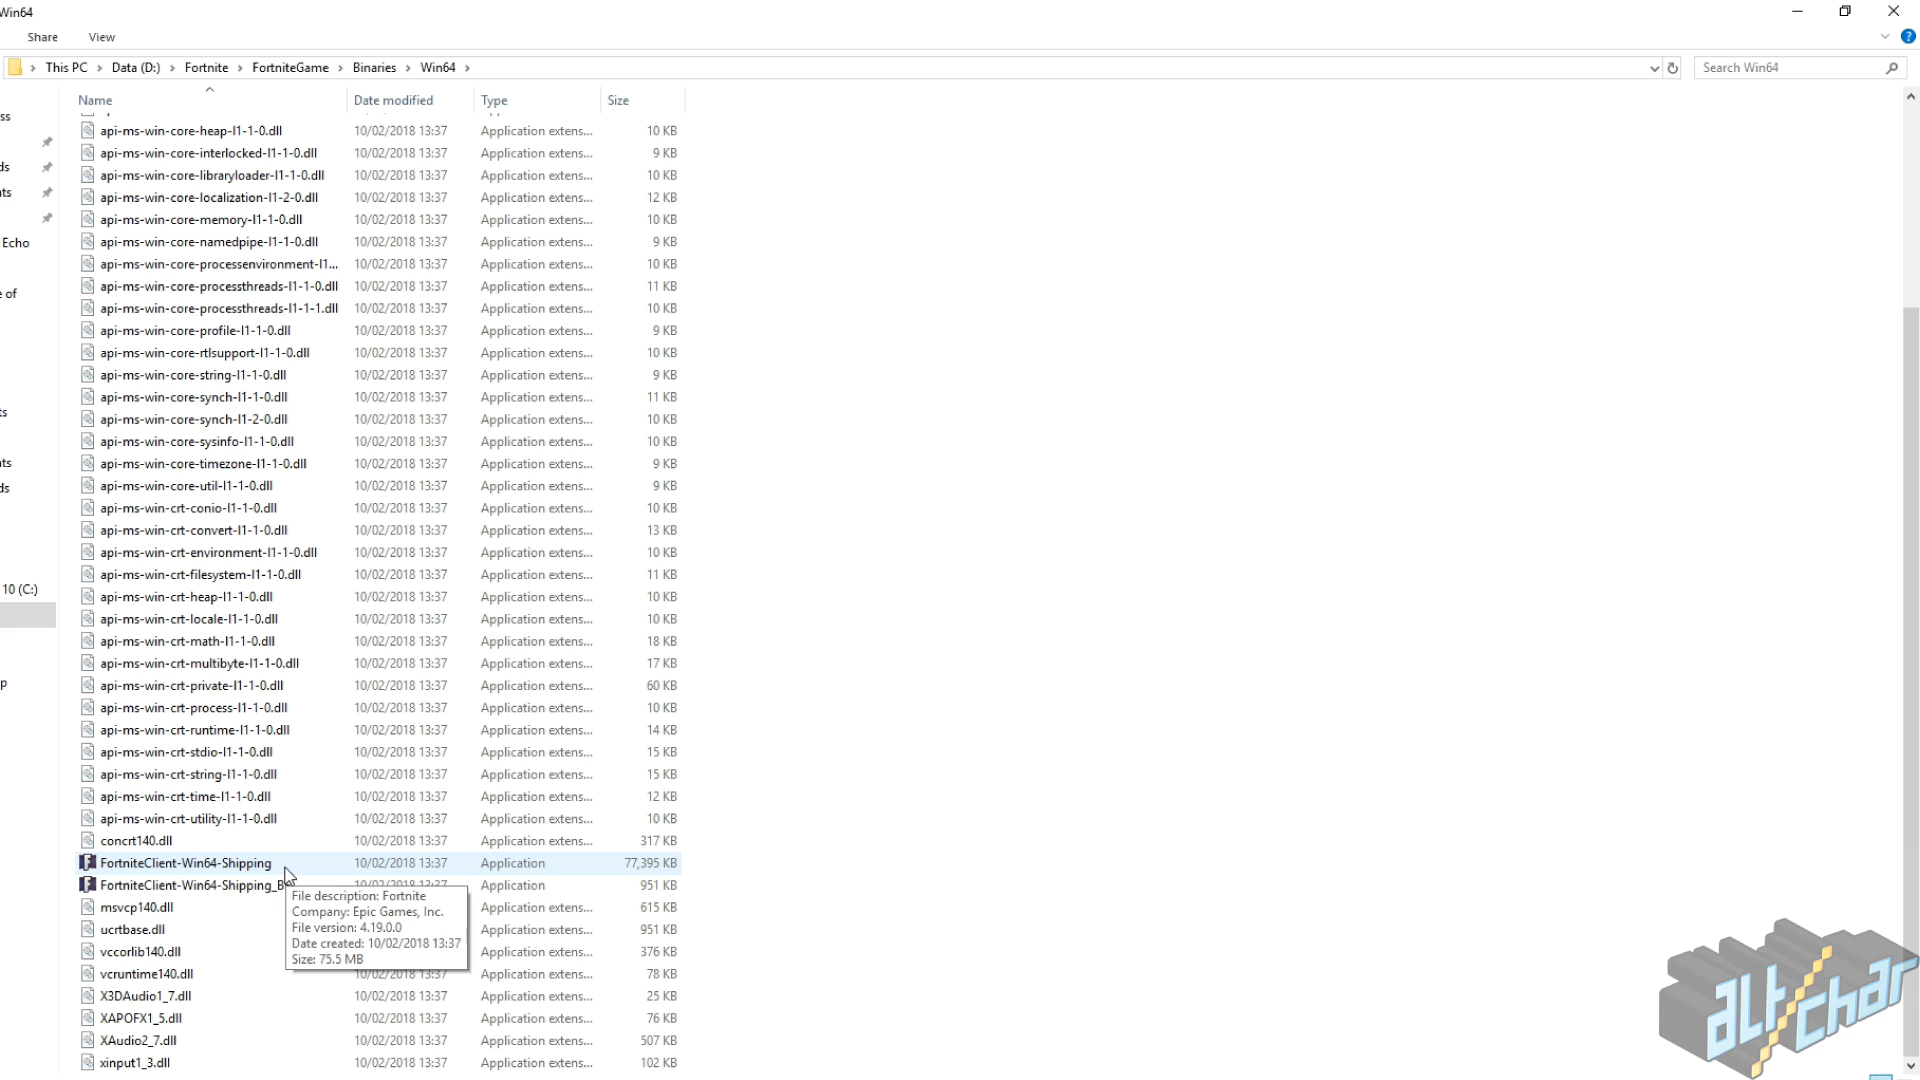 Win64
Share View
This PC > Data (D:) > Fortnite > FortniteGame > Binaries > Win64 >
Search Win64
Name Date modified Type Size
api-ms-win-core-heap-l1-1-0.dll 10/02/2018 13:37 Application extens... 10 KB
api-ms-win-core-interlocked-l1-1-0.dll 10/02/2018 13:37 Application extens... 9 KB
api-ms-win-core-libraryloader-l1-1-0.dll 10/02/2018 13:37 Application extens... 10 KB
api-ms-win-core-localization-l1-2-0.dll 10/02/2018 13:37 Application extens... 12 KB
api-ms-win-core-memory-l1-1-0.dll 10/02/2018 13:37 Application extens... 10 KB
api-ms-win-core-namedpipe-l1-1-0.dll 10/02/2018 13:37 Application extens... 9 KB
api-ms-win-core-processenvironment-l1... 10/02/2018 13:37 Application extens... 10 KB
api-ms-win-core-processthreads-l1-1-0.dll 10/02/2018 13:37 Application extens... 11 KB
api-ms-win-core-processthreads-l1-1-1.dll 10/02/2018 13:37 Application extens... 10 KB
api-ms-win-core-profile-l1-1-0.dll 10/02/2018 13:37 Application extens... 9 KB
api-ms-win-core-rtlsupport-l1-1-0.dll 10/02/2018 13:37 Application extens... 10 KB
api-ms-win-core-string-l1-1-0.dll 10/02/2018 13:37 Application extens... 9 KB
api-ms-win-core-synch-l1-1-0.dll 10/02/2018 13:37 Application extens... 11 KB
api-ms-win-core-synch-l1-2-0.dll 10/02/2018 13:37 Application extens... 10 KB
api-ms-win-core-sysinfo-l1-1-0.dll 10/02/2018 13:37 Application extens... 10 KB
api-ms-win-core-timezone-l1-1-0.dll 10/02/2018 13:37 Application extens... 9 KB
api-ms-win-core-util-l1-1-0.dll 10/02/2018 13:37 Application extens... 9 KB
api-ms-win-crt-conio-l1-1-0.dll 10/02/2018 13:37 Application extens... 10 KB
api-ms-win-crt-convert-l1-1-0.dll 10/02/2018 13:37 Application extens... 13 KB
api-ms-win-crt-environment-l1-1-0.dll 10/02/2018 13:37 Application extens... 10 KB
api-ms-win-crt-filesystem-l1-1-0.dll 10/02/2018 13:37 Application extens... 11 KB
api-ms-win-crt-heap-l1-1-0.dll 10/02/2018 13:37 Application extens... 10 KB
api-ms-win-crt-locale-l1-1-0.dll 10/02/2018 13:37 Application extens... 10 KB
api-ms-win-crt-math-l1-1-0.dll 10/02/2018 13:37 Application extens... 18 KB
api-ms-win-crt-multibyte-l1-1-0.dll 10/02/2018 13:37 Application extens... 17 KB
api-ms-win-crt-private-l1-1-0.dll 10/02/2018 13:37 Application extens... 60 KB
api-ms-win-crt-process-l1-1-0.dll 10/02/2018 13:37 Application extens... 10 KB
api-ms-win-crt-runtime-l1-1-0.dll 10/02/2018 13:37 Application extens... 14 KB
api-ms-win-crt-stdio-l1-1-0.dll 10/02/2018 13:37 Application extens... 15 KB
api-ms-win-crt-string-l1-1-0.dll 10/02/2018 13:37 Application extens... 15 KB
api-ms-win-crt-time-l1-1-0.dll 10/02/2018 13:37 Application extens... 12 KB
api-ms-win-crt-utility-l1-1-0.dll 10/02/2018 13:37 Application extens... 10 KB
concrt140.dll 10/02/2018 13:37 Application extens... 317 KB
FortniteClient-Win64-Shipping 10/02/2018 13:37 Application 77,395 KB
FortniteClient-Win64-Shipping_B 10/02/2018 13:37 Application 951 KB
msvcp140.dll Application extens... 615 KB
ucrtbase.dll Application extens... 951 KB
vccorlib140.dll Application extens... 376 KB
vcruntime140.dll 10/02/2018 13:37 Application extens... 78 KB
X3DAudio1_7.dll 10/02/2018 13:37 Application extens... 25 KB
XAPOFX1_5.dll 10/02/2018 13:37 Application extens... 76 KB
XAudio2_7.dll 10/02/2018 13:37 Application extens... 507 KB
xinput1_3.dll 10/02/2018 13:37 Application extens... 102 KB
File description: Fortnite
Company: Epic Games, Inc.
File version: 4.19.0.0
Date created: 10/02/2018 13:37
Size: 75.5 MB
ss
ds
nts
Echo
e of
ts
nts
ds
10 (C:)
p
alt char